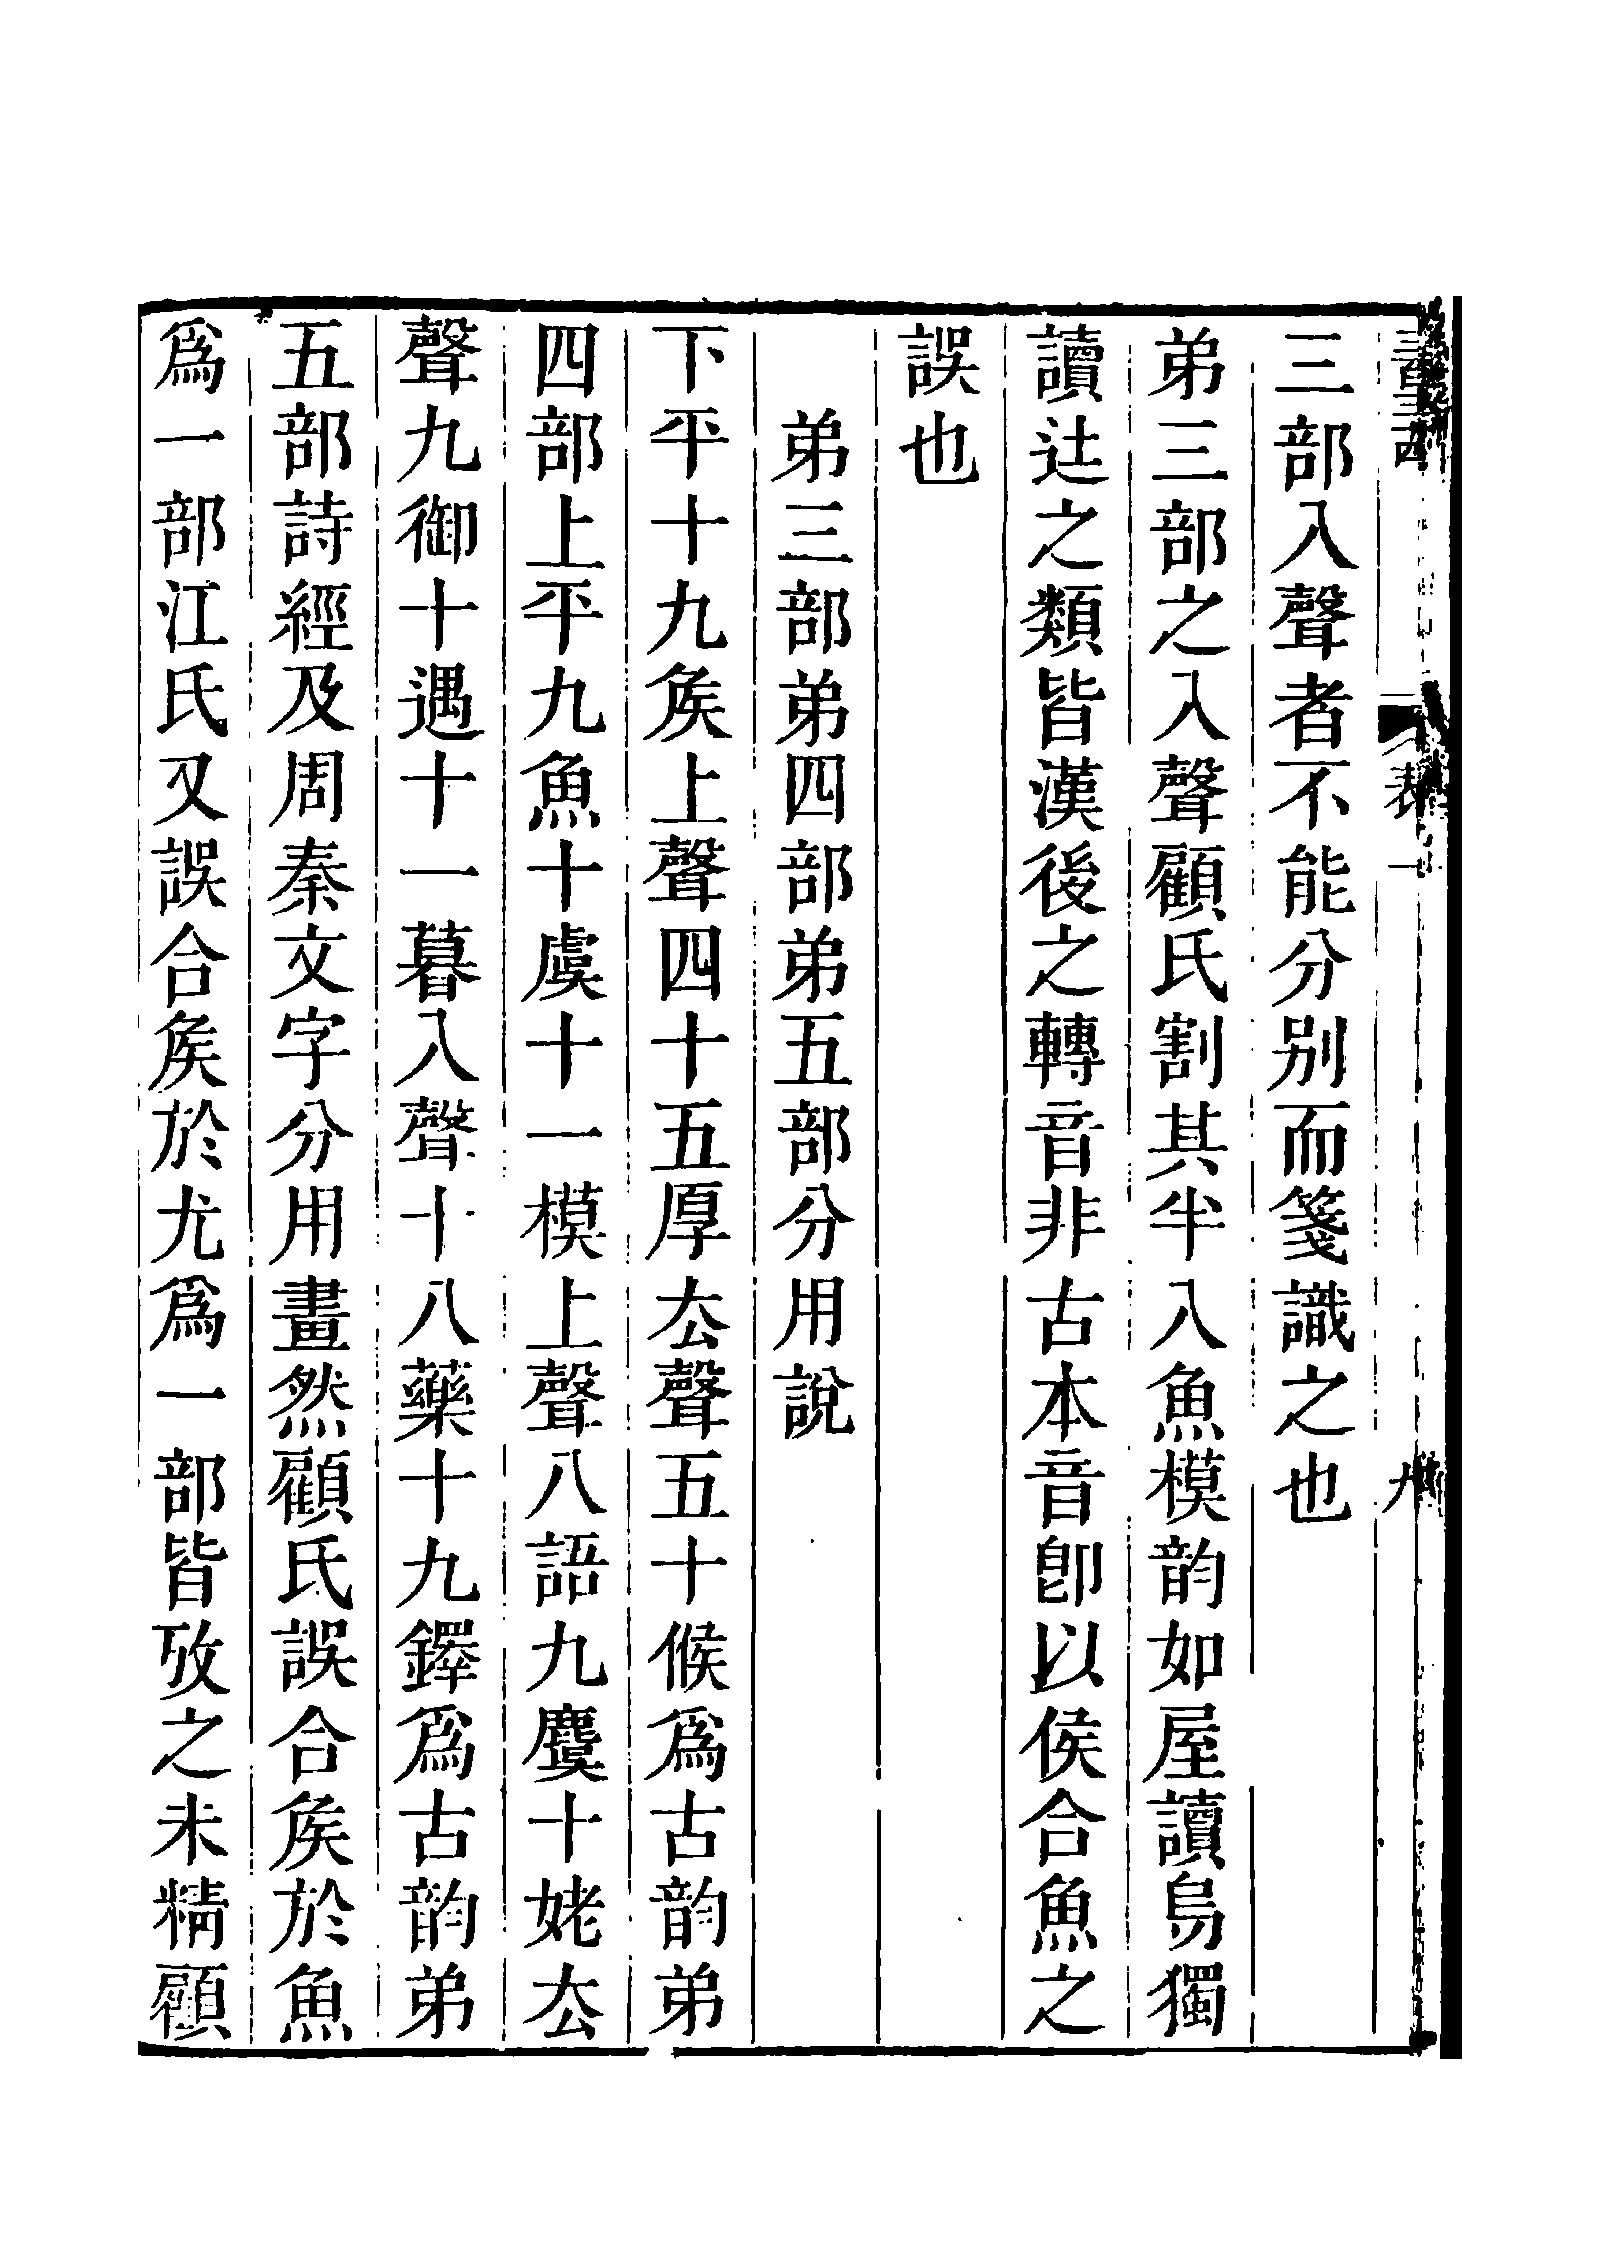 三部入聲者不能分别而箋識之也
弟三部之入聲顧氏割其半入魚模韵如屋讀烏獨
讀𨑒之類皆漢後之轉音非古本音卽以侯合魚之
誤也
弟三部弟四部弟五部分用說
下平十九矦上聲四十五厚厺聲五十候爲古韵弟
四部上平九魚十虞十一模上聲八語九麌十姥厺
聲九御十遇十一暮入聲十八藥十九鐸爲古韵弟
五部詩經及周秦文字分用畫然顧氏誤合矦於魚
爲一部江氏又誤合矦於尤爲一部皆攷之未精顧